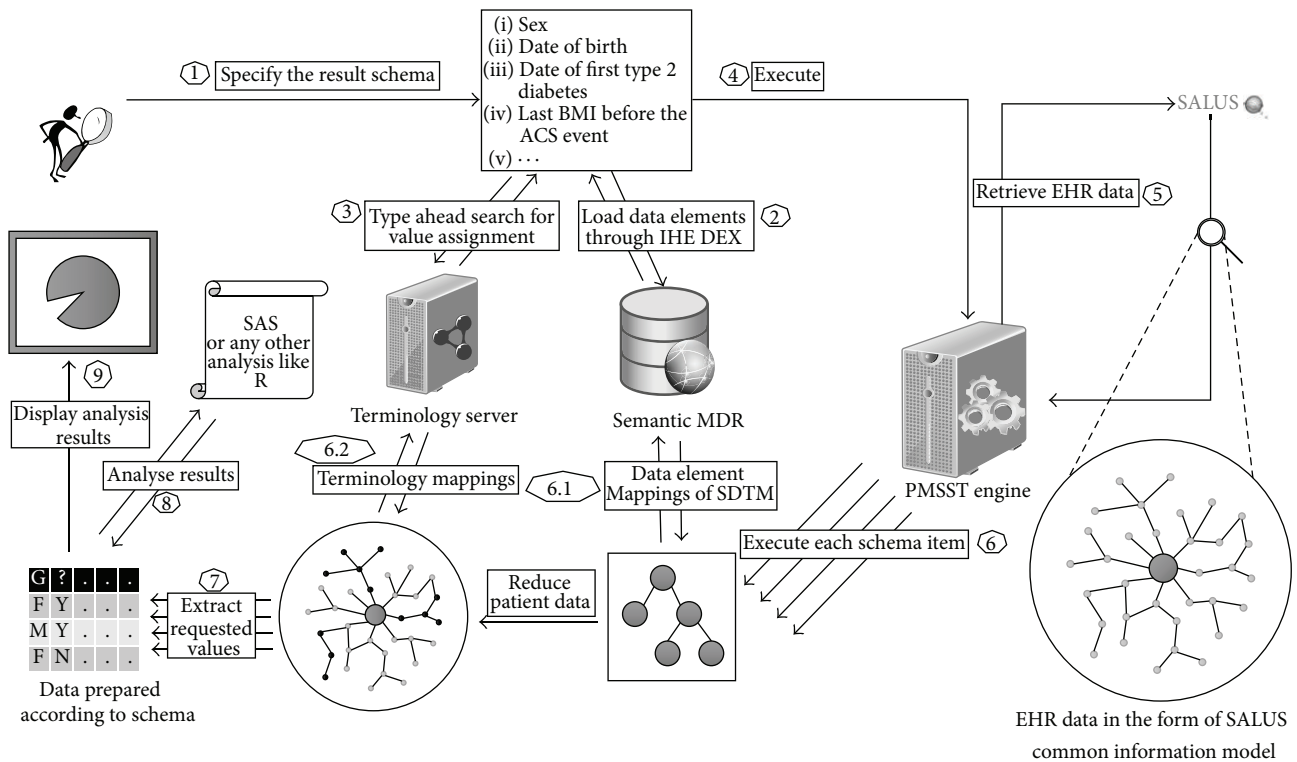 (i) Sex
(ii) Date of birth
(iii) Date of first type 2
diabetes
(iv) Last BMI before the
ACS event
(v) · · ·
1 Specify the result schema
4 Execute
SALUS
Retrieve EHR data 5
3 Type ahead search for
value assignment
Load data elements 2
through IHE DEX
SAS
or any other
analysis like
R
9
Display analysis
results
Terminology server
Semantic MDR
PMSST engine
6.2
Terminology mappings
6.1
Data element
Mappings of SDTM
Analyse results
8
Execute each schema item 6
Reduce
patient data
7
Extract
requested
values
G ? . . .
F Y . . .
M Y . . .
F N . . .
Data prepared
according to schema
EHR data in the form of SALUS
common information model